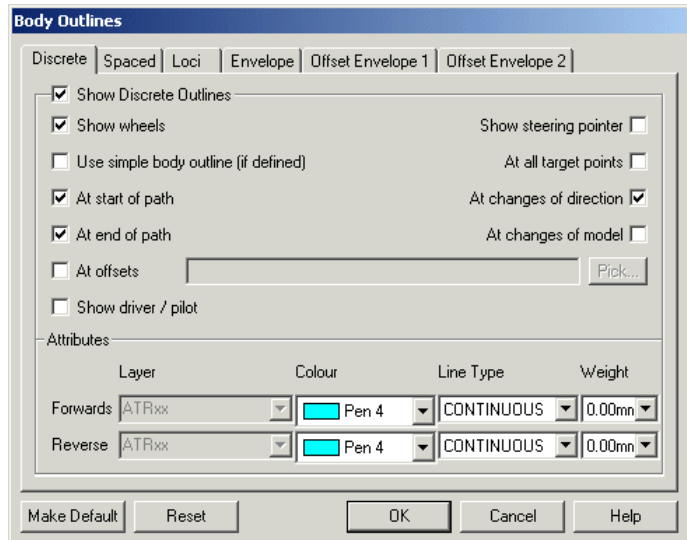 Body Outlines
Discrete Spaced Loci Envelope Offset Envelope 1 Offset Envelope 2
Show Discrete Outlines
Show wheels Show steering pointer
Use simple body outline (if defined) At all target points
At start of path At changes of direction
At end of path At changes of model
At offsets Pick...
Show driver / pilot
Attributes
Layer Colour Line Type Weight
Forwards ATRxx Pen 4 CONTINUOUS 0.00mn
Reverse ATRxx Pen 4 CONTINUOUS 0.00mn
Make Default Reset OK Cancel Help